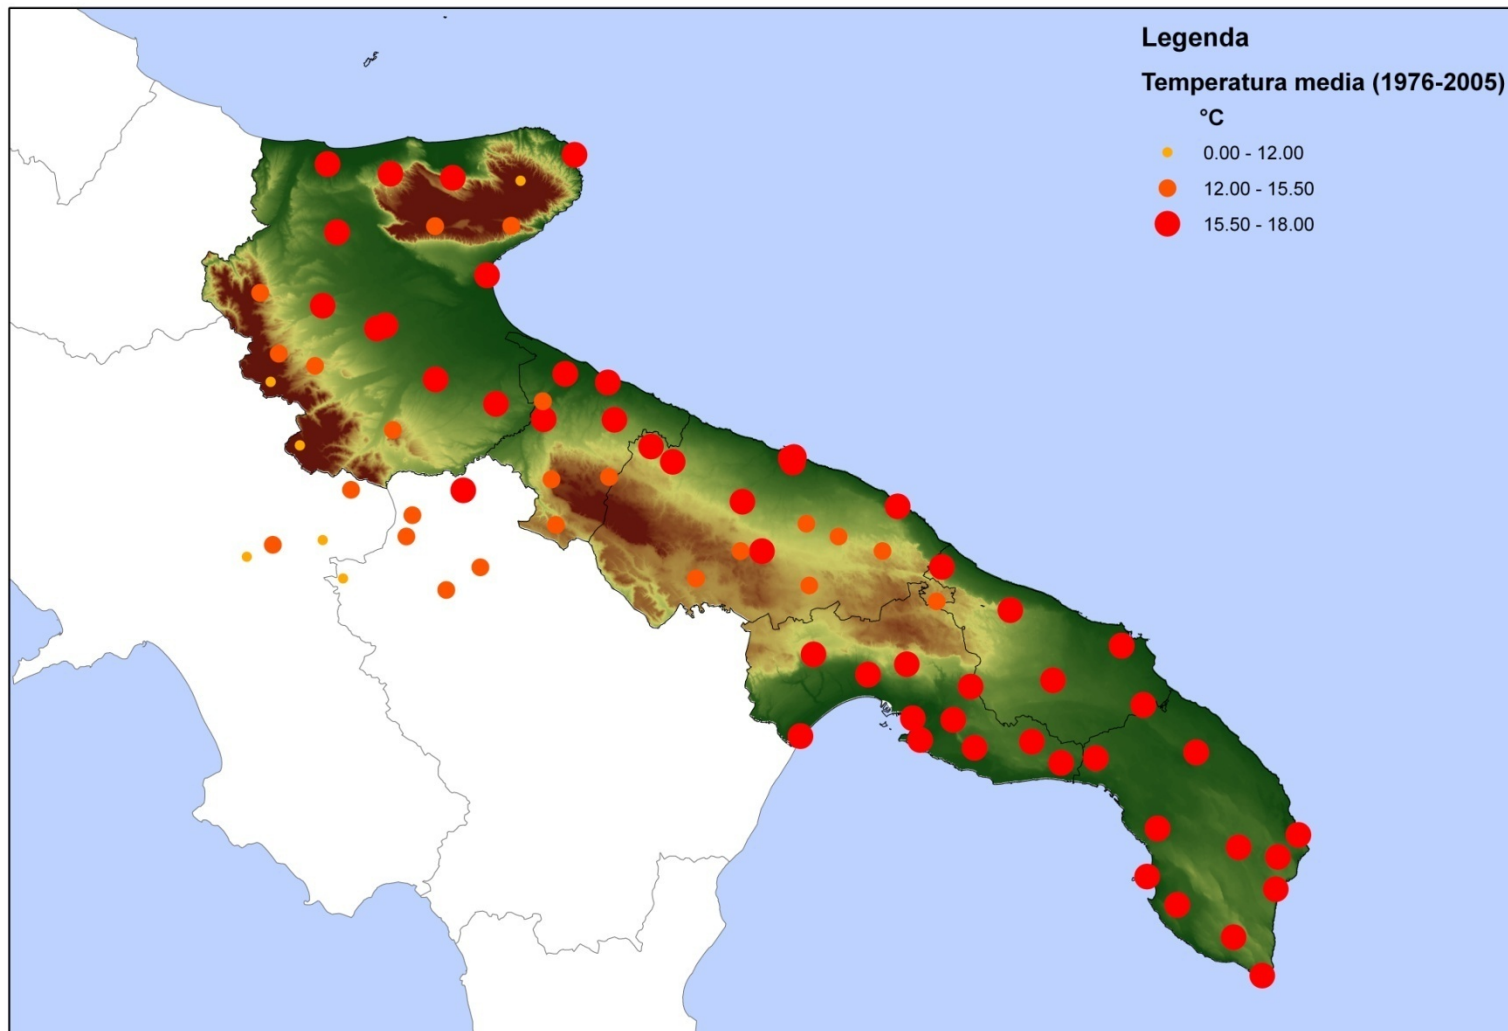 Legenda
Temperatura media (1976-2005)
°C
0.00 - 12.00
12.00 - 15.50
15.50 - 18.00